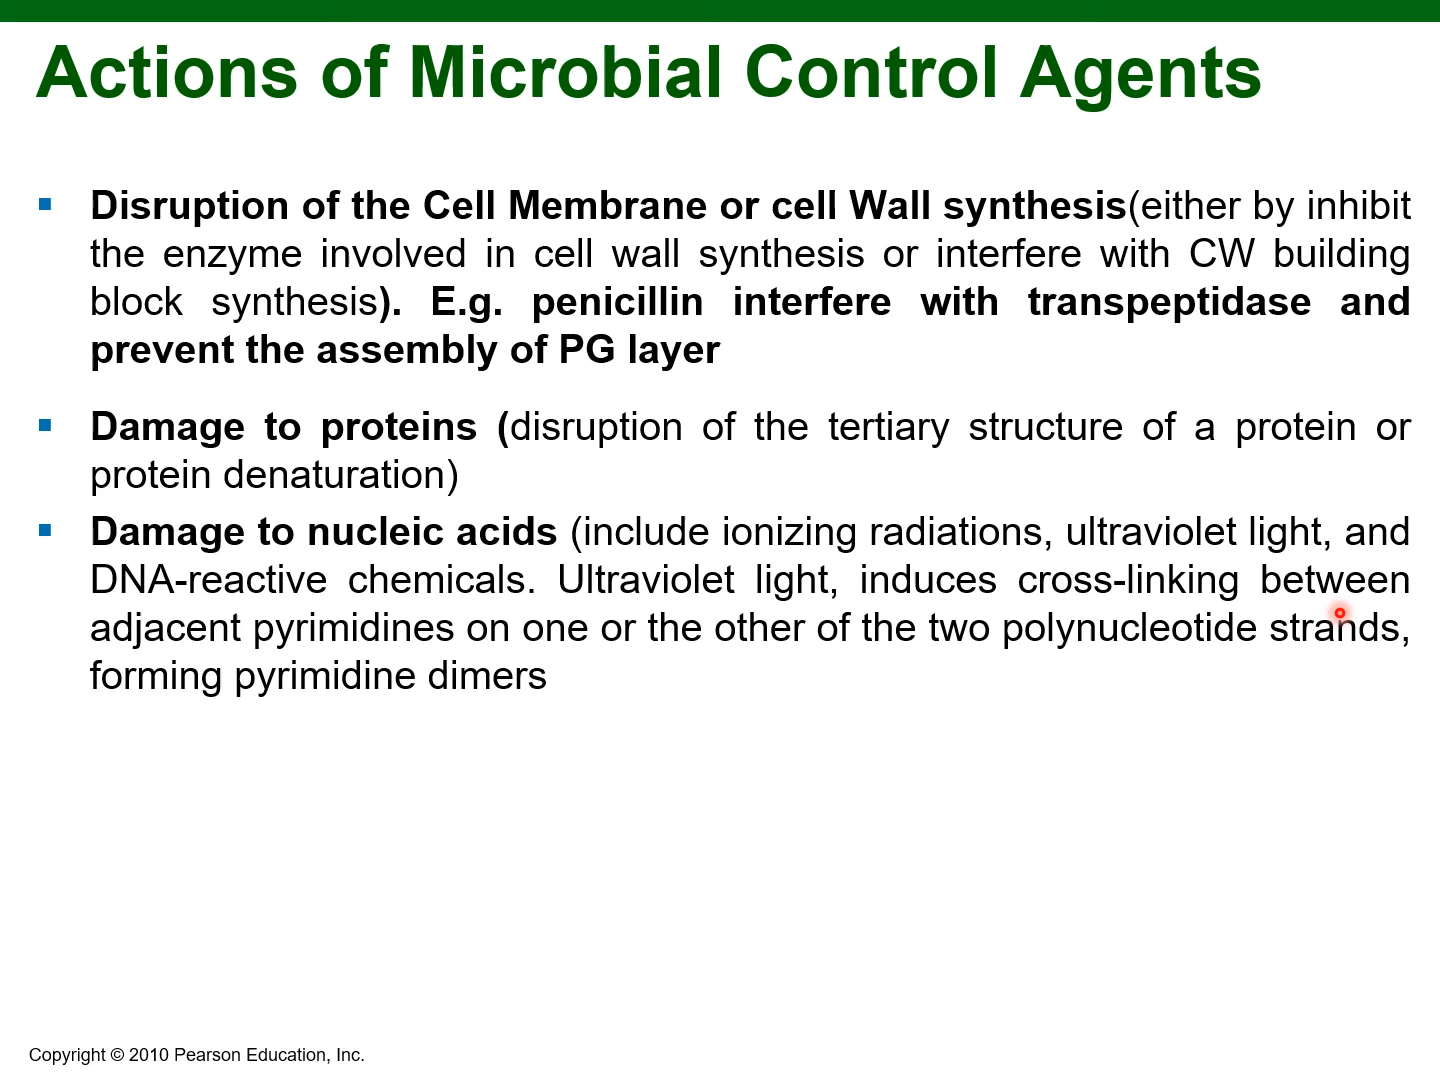 Actions of Microbial Control Agents
Disruption of the Cell Membrane or cell Wall synthesis(either by inhibit
the enzyme involved in cell wall synthesis or interfere with CW building
block synthesis). E.g. penicillin interfere with transpeptidase and
prevent the assembly of PG layer
Damage to proteins (disruption of the tertiary structure of a protein or
protein denaturation)
Damage to nucleic acids (include ionizing radiations, ultraviolet light, and
DNA-reactive chemicals. Ultraviolet light, induces cross-linking between
adjacent pyrimidines on one or the other of the two polynucleotide strands,
forming pyrimidine dimers
Copyright © 2010 Pearson Education, Inc.